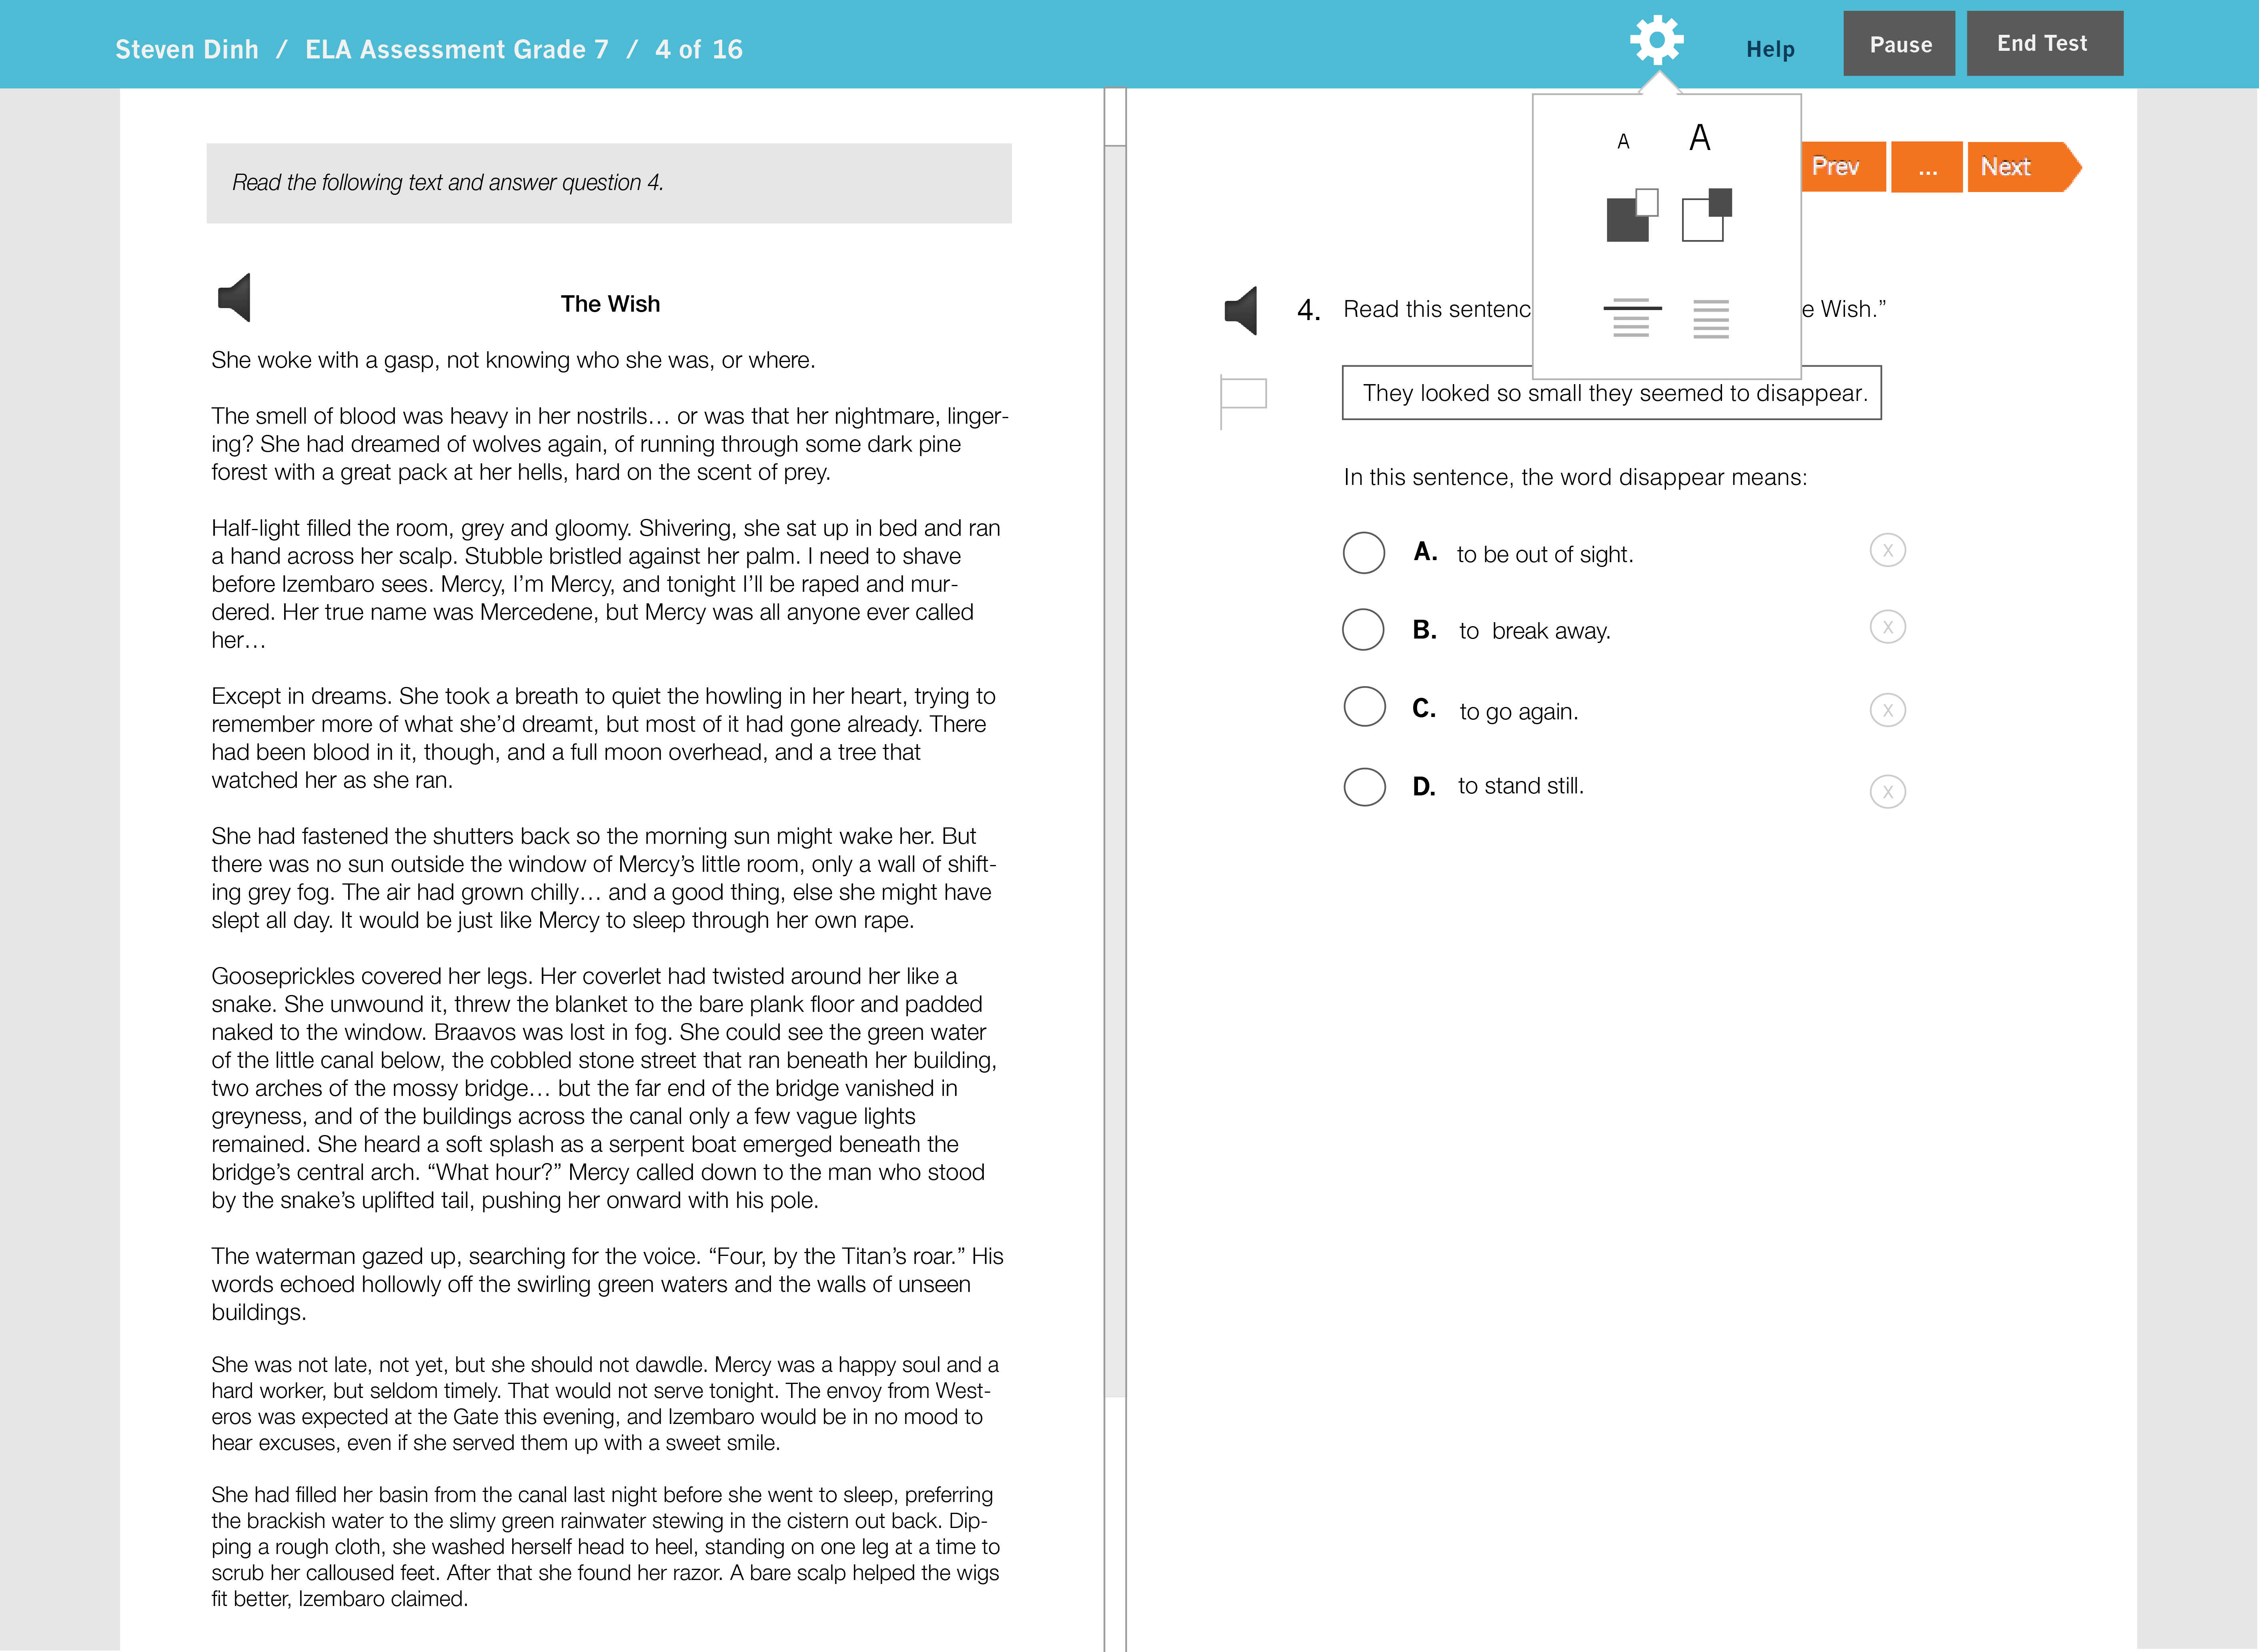 Steven Dinh / ELA Assessment Grade 7 / 4 of 16
Help
Pause
End Test
A A
Prev
...
Next
Read the following text and answer question 4.
The Wish
She woke with a gasp, not knowing who she was, or where.
The smell of blood was heavy in her nostrils… or was that her nightmare, linger-
ing? She had dreamed of wolves again, of running through some dark pine
forest with a great pack at her hells, hard on the scent of prey.
Half-light filled the room, grey and gloomy. Shivering, she sat up in bed and ran
a hand across her scalp. Stubble bristled against her palm. I need to shave
before Izembaro sees. Mercy, I’m Mercy, and tonight I’ll be raped and mur-
dered. Her true name was Mercedene, but Mercy was all anyone ever called
her…
Except in dreams. She took a breath to quiet the howling in her heart, trying to
remember more of what she’d dreamt, but most of it had gone already. There
had been blood in it, though, and a full moon overhead, and a tree that
watched her as she ran.
She had fastened the shutters back so the morning sun might wake her. But
there was no sun outside the window of Mercy’s little room, only a wall of shift-
ing grey fog. The air had grown chilly… and a good thing, else she might have
slept all day. It would be just like Mercy to sleep through her own rape.
Gooseprickles covered her legs. Her coverlet had twisted around her like a
snake. She unwound it, threw the blanket to the bare plank floor and padded
naked to the window. Braavos was lost in fog. She could see the green water
of the little canal below, the cobbled stone street that ran beneath her building,
two arches of the mossy bridge… but the far end of the bridge vanished in
greyness, and of the buildings across the canal only a few vague lights
remained. She heard a soft splash as a serpent boat emerged beneath the
bridge’s central arch. “What hour?” Mercy called down to the man who stood
by the snake’s uplifted tail, pushing her onward with his pole.
The waterman gazed up, searching for the voice. “Four, by the Titan’s roar.” His
words echoed hollowly off the swirling green waters and the walls of unseen
buildings.
She was not late, not yet, but she should not dawdle. Mercy was a happy soul and a
hard worker, but seldom timely. That would not serve tonight. The envoy from West-
eros was expected at the Gate this evening, and Izembaro would be in no mood to
hear excuses, even if she served them up with a sweet smile.
She had filled her basin from the canal last night before she went to sleep, preferring
the brackish water to the slimy green rainwater stewing in the cistern out back. Dip-
ping a rough cloth, she washed herself head to heel, standing on one leg at a time to
scrub her calloused feet. After that she found her razor. A bare scalp helped the wigs
fit better, Izembaro claimed.
4. Read this sentenc e Wish.”
They looked so small they seemed to disappear.
In this sentence, the word disappear means:
A. to be out of sight. X
B. to break away. X
C. to go again. X
D. to stand still. X